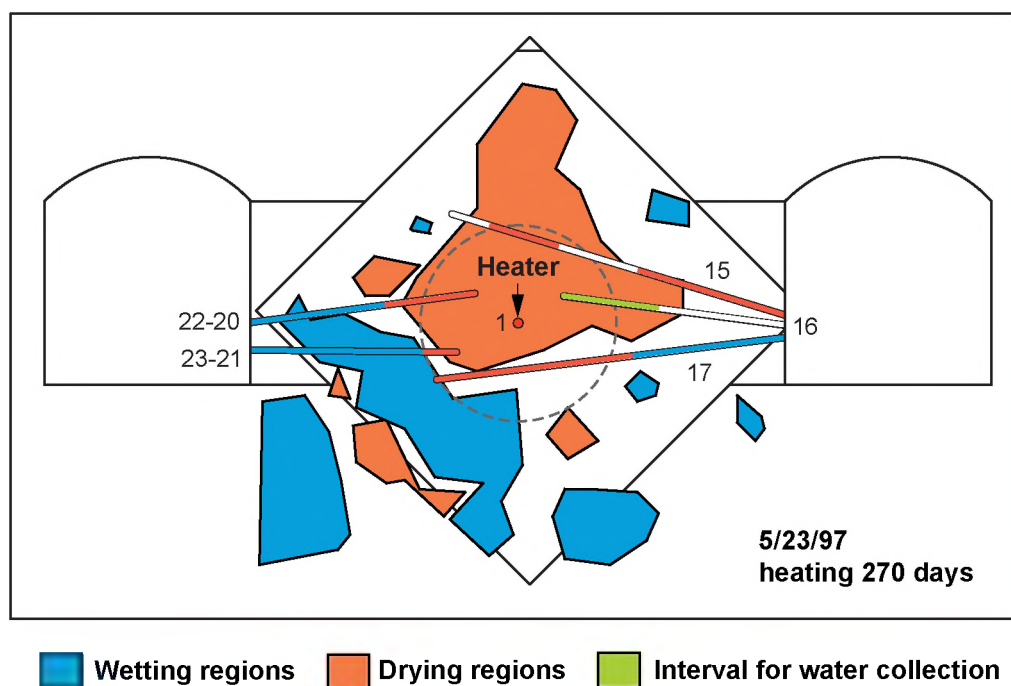 15
Heater
22-20
1
16
23-21
17
5/23/97
heating 270 days
Wetting regions
Drying regions
Interval for water collection